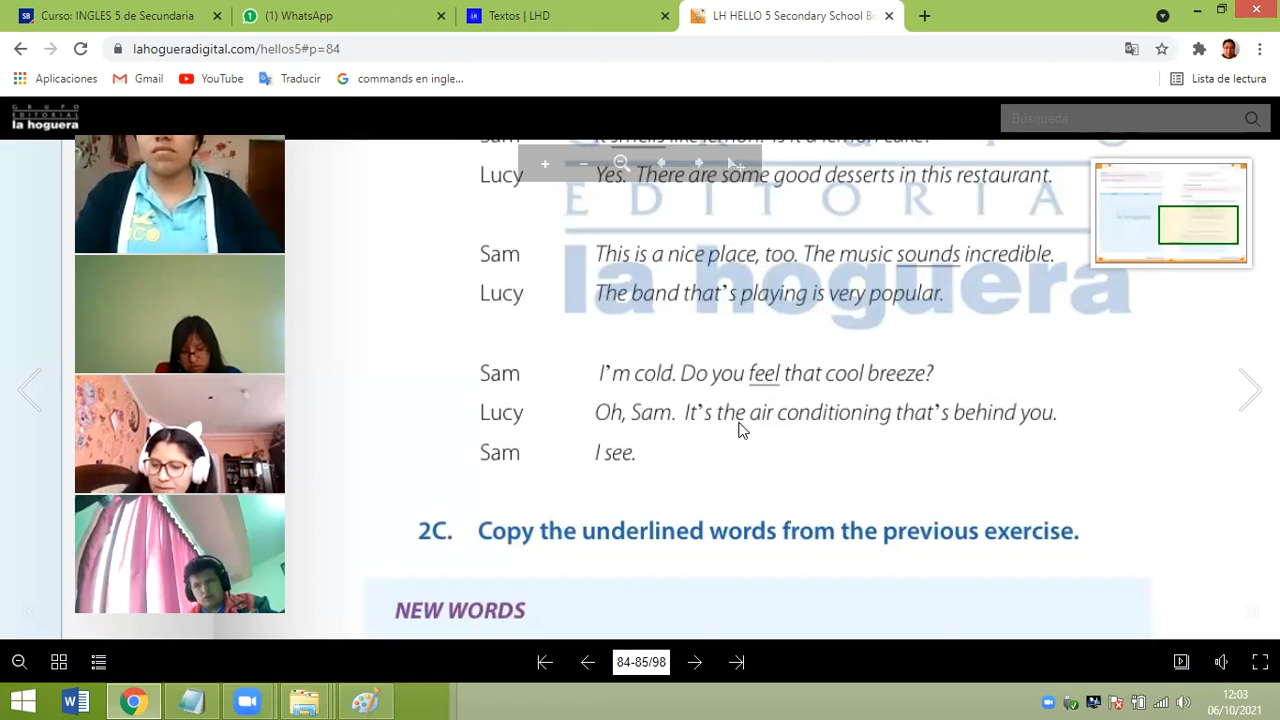 Curso: INGLES 5 de Secundaria
(1) WhatsApp
Textos | LHD
LH HELLO 5 Secondary School B
lahogueradigital.com/hellos5#p=84
Aplicaciones
Gmail
YouTube
Traducir
commands en ingle...
Lista de lectura
GRUPO
EDITORIAL
la hoguera
Búsqueda
Lucy Yes. There are some good desserts in this restaurant.
EDITORIAL
Sam This is a nice place, too. The music sounds incredible.
la hoguera
Lucy The band that's playing is very popular.
Sam I'm cold. Do you feel that cool breeze?
Lucy Oh, Sam. It's the air conditioning that's behind you.
Sam I see.
2C. Copy the underlined words from the previous exercise.
NEW WORDS
84-85/98
12:03
06/10/2021